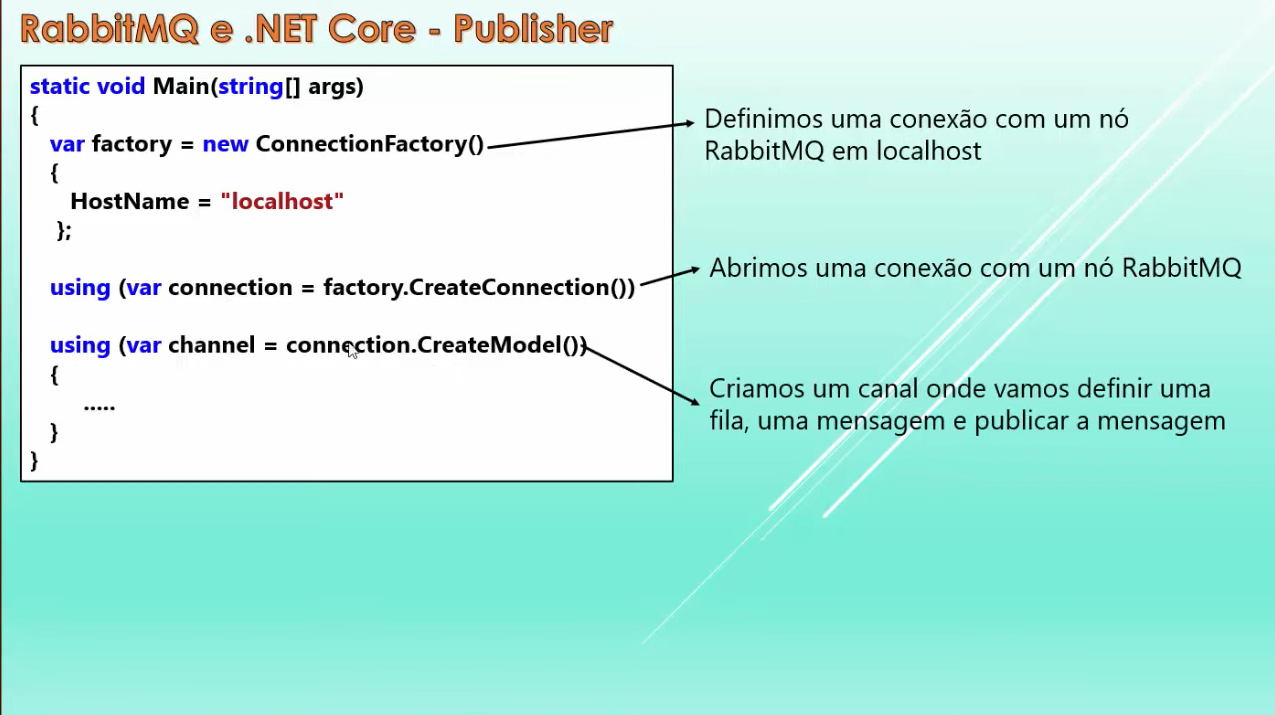 RabbitMQ e .NET Core - Publisher
static void Main(string[] args)
{
var factory = new ConnectionFactory()
{
HostName = "localhost"
};
using (var connection = factory.CreateConnection())
using (var channel = connection.CreateModel())
{
.....
}
}
Definimos uma conexão com um nó
RabbitMQ em localhost
Abrimos uma conexão com um nó RabbitMQ
Criamos um canal onde vamos definir uma
fila, uma mensagem e publicar a mensagem